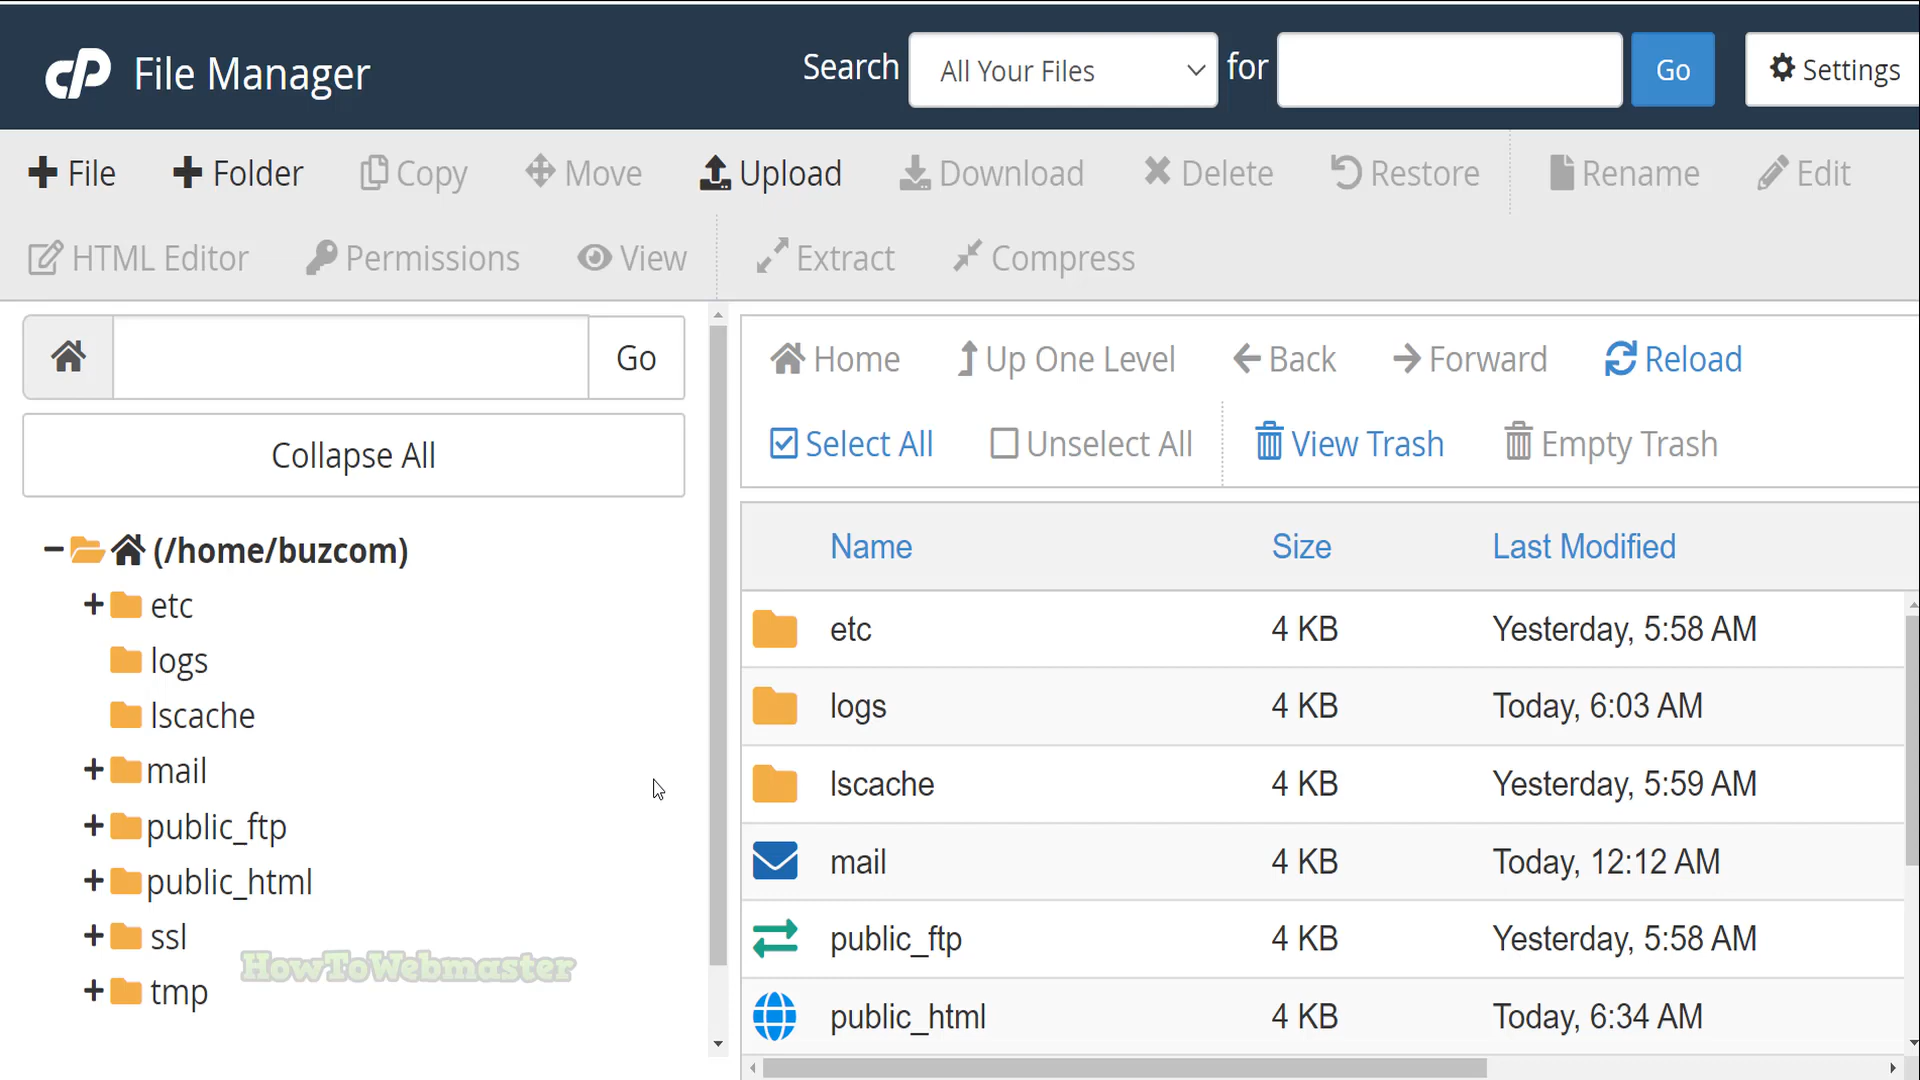 cP File Manager Search All Your Files for Go Settings
File Folder Copy Move Upload Download Delete Restore Rename Edit
HTML Editor Permissions View Extract Compress
Go
Collapse All
(/home/buzcom)
etc
logs
lscache
mail
public_ftp
public_html
ssl
tmp
HowToWebmaster
Home Up One Level Back Forward Reload
Select All Unselect All View Trash Empty Trash
Name Size Last Modified
etc 4 KB Yesterday, 5:58 AM
logs 4 KB Today, 6:03 AM
lscache 4 KB Yesterday, 5:59 AM
mail 4 KB Today, 12:12 AM
public_ftp 4 KB Yesterday, 5:58 AM
public_html 4 KB Today, 6:34 AM